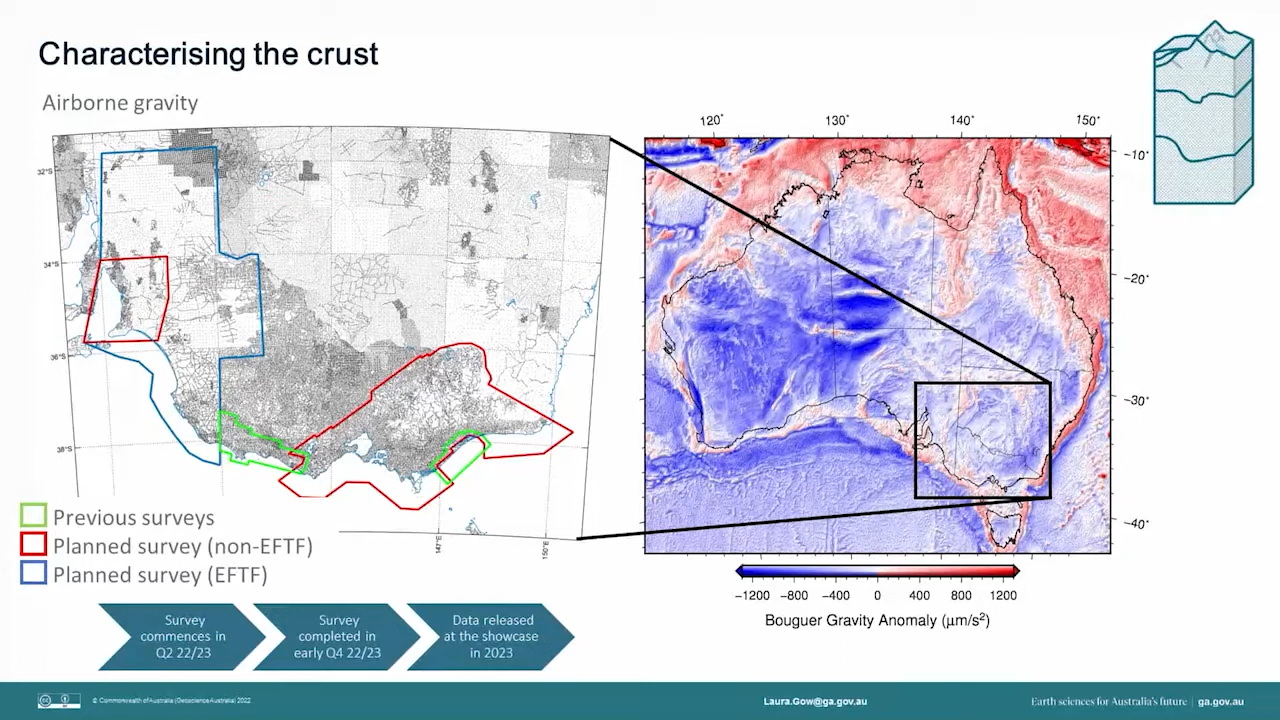 Characterising the crust
Airborne gravity
32°S
34°S
36°S
38°S
147°E
150°E
120°
130°
140°
150°
−10°
−20°
−30°
−40°
Previous surveys
Planned survey (non-EFTF)
Planned survey (EFTF)
−1200 −800 −400 0 400 800 1200
Bouguer Gravity Anomaly (μm/s²)
Survey
commences in
Q2 22/23
Survey
completed in
early Q4 22/23
Data released
at the showcase
in 2023
© Commonwealth of Australia (Geoscience Australia) 2022
Laura.Gow@ga.gov.au
Earth sciences for Australia's future | ga.gov.au